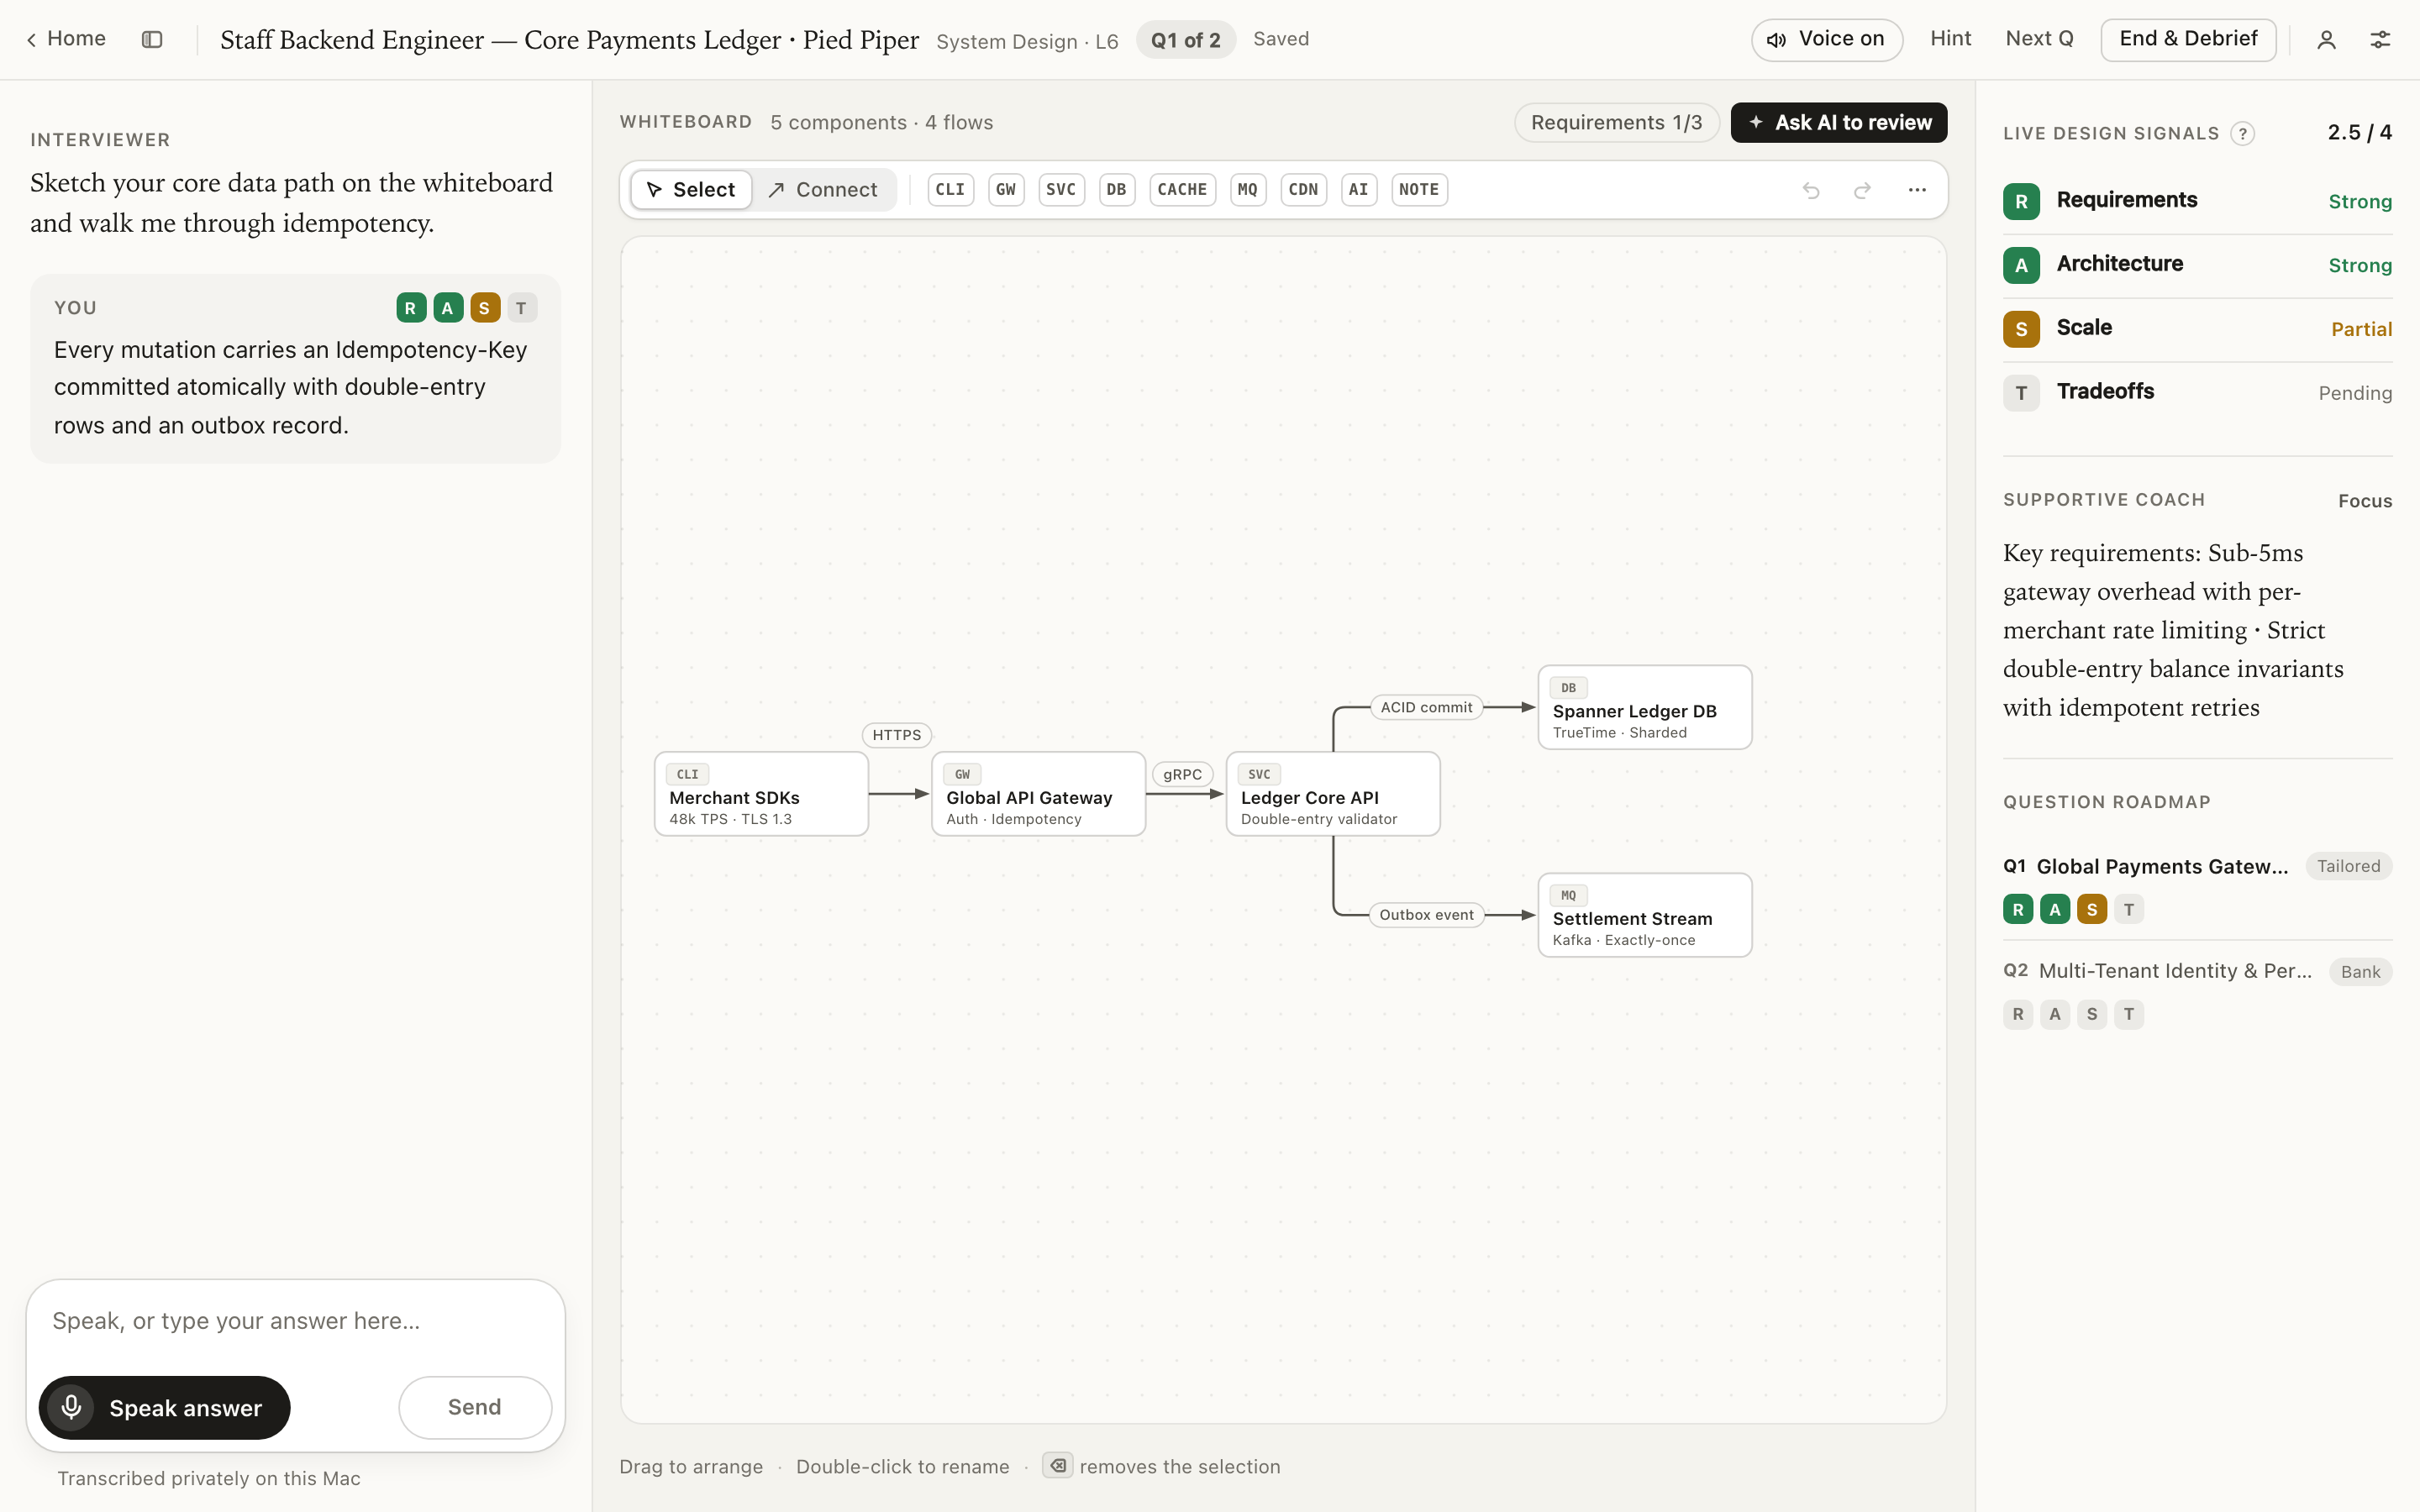 Home
Staff Backend Engineer — Core Payments Ledger · Pied Piper
System Design · L6
Q1 of 2
Saved
Voice on
Hint
Next Q
End & Debrief
INTERVIEWER
Sketch your core data path on the whiteboard
and walk me through idempotency.
YOU
R A S T
Every mutation carries an Idempotency-Key
committed atomically with double-entry
rows and an outbox record.
Speak, or type your answer here...
Speak answer
Send
Transcribed privately on this Mac
WHITEBOARD
5 components · 4 flows
Requirements 1/3
Ask AI to review
Select
Connect
CLI
GW
SVC
DB
CACHE
MQ
CDN
AI
NOTE
CLI
Merchant SDKs
48k TPS · TLS 1.3
HTTPS
GW
Global API Gateway
Auth · Idempotency
gRPC
SVC
Ledger Core API
Double-entry validator
ACID commit
DB
Spanner Ledger DB
TrueTime · Sharded
Outbox event
MQ
Settlement Stream
Kafka · Exactly-once
Drag to arrange · Double-click to rename · removes the selection
LIVE DESIGN SIGNALS ?
2.5 / 4
R Requirements Strong
A Architecture Strong
S Scale Partial
T Tradeoffs Pending
SUPPORTIVE COACH
Focus
Key requirements: Sub-5ms
gateway overhead with per-
merchant rate limiting · Strict
double-entry balance invariants
with idempotent retries
QUESTION ROADMAP
Q1 Global Payments Gatew... Tailored
R A S T
Q2 Multi-Tenant Identity & Per... Bank
R A S T